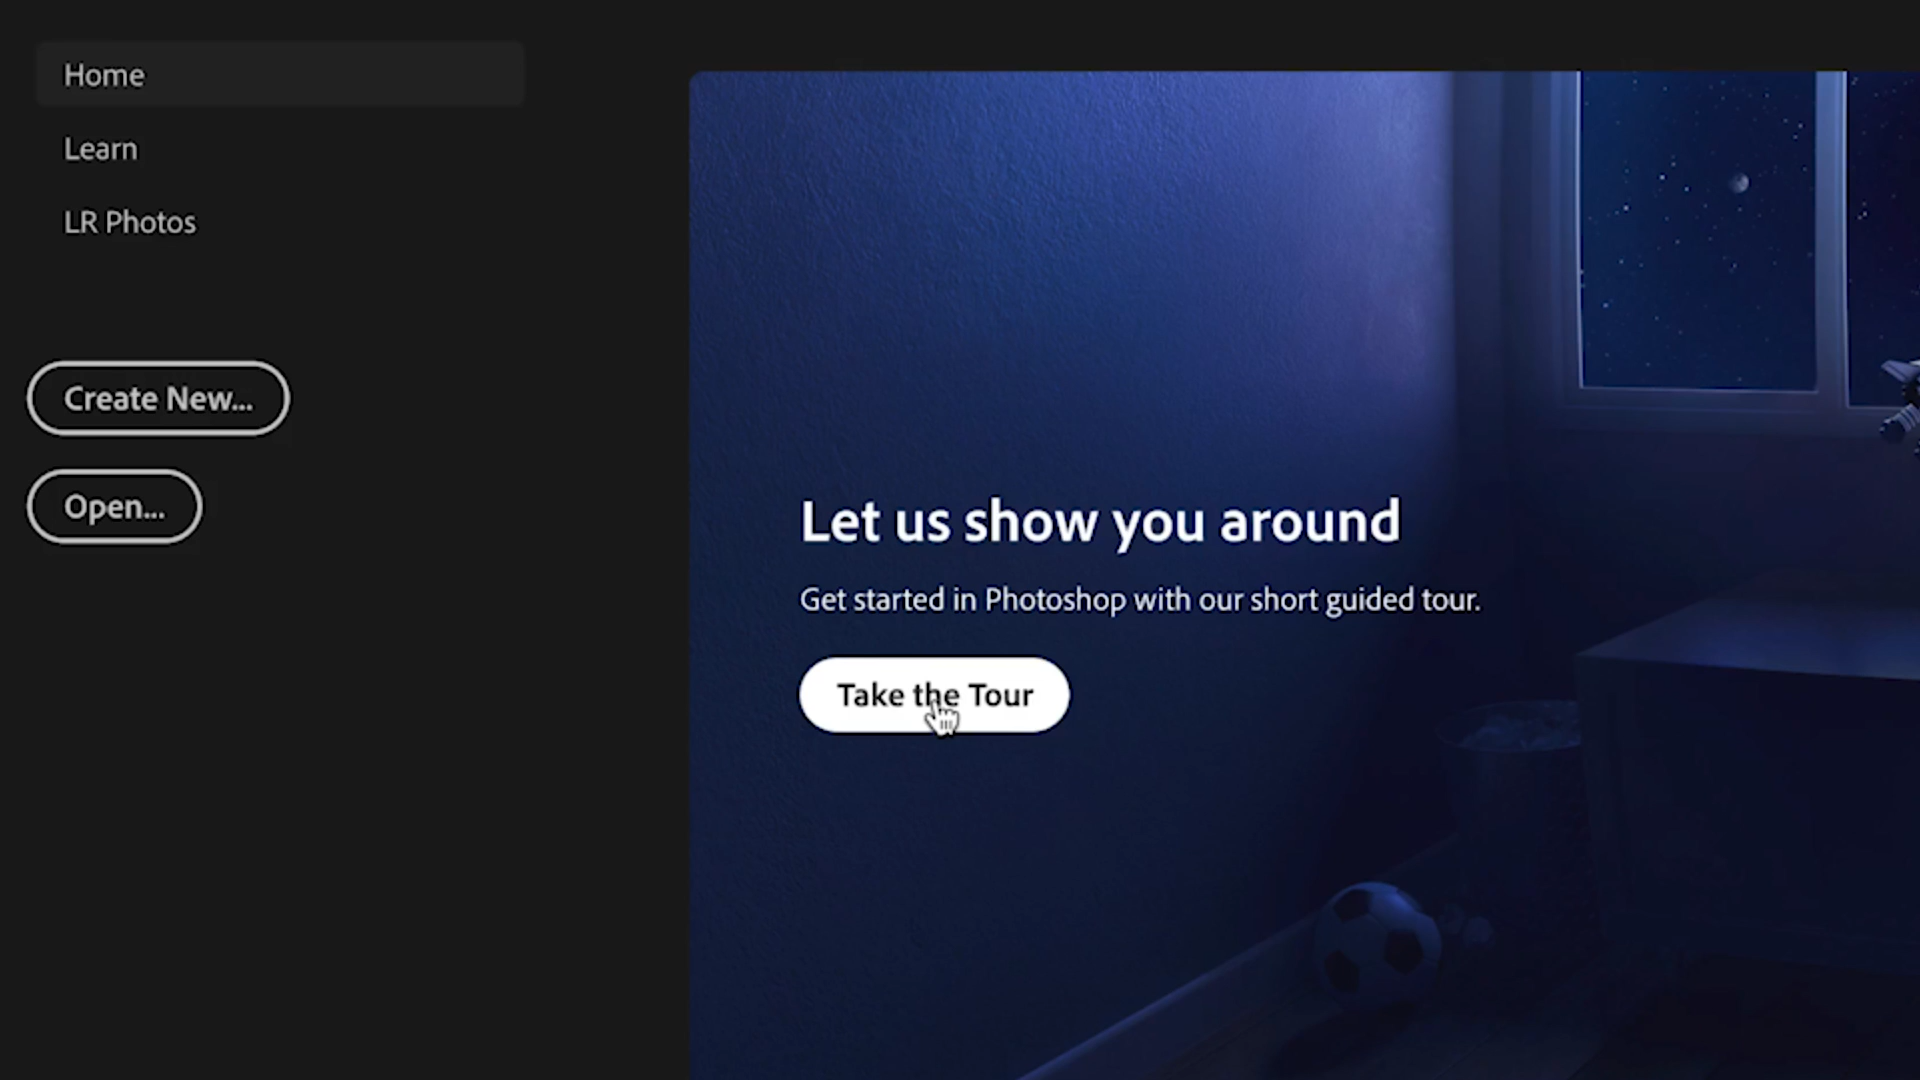 Home
Learn
LR Photos
Create New...
Open...
Let us show you around
Get started in Photoshop with our short guided tour.
Take the Tour